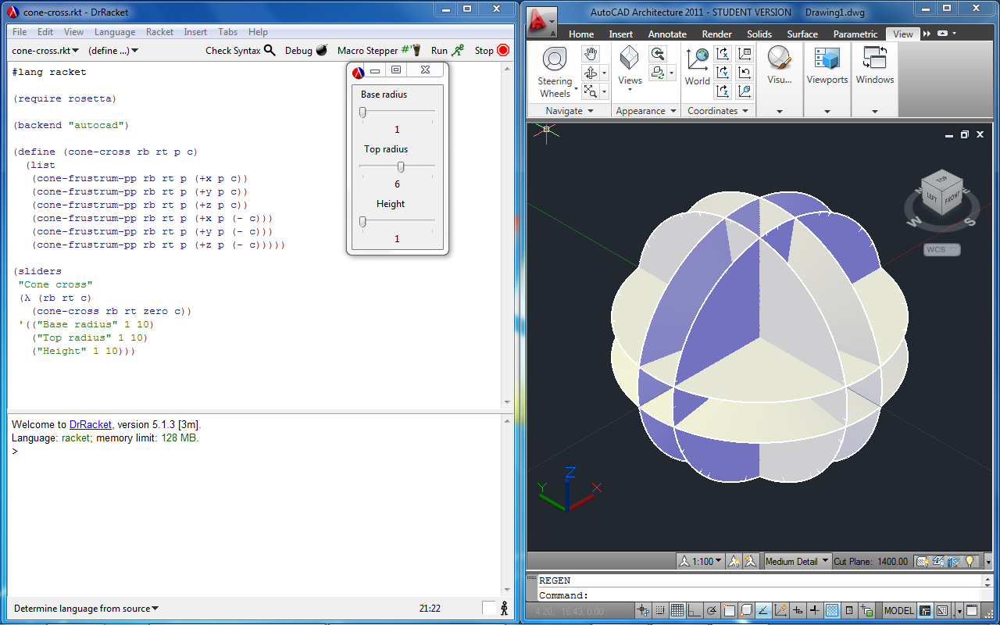 cone-cross.rkt - DrRacket
File Edit View Language Racket Insert Tabs Help
cone-cross.rkt (define ...) Check Syntax Debug Macro Stepper #' Run Stop
#lang racket
(require rosetta)
(backend "autocad")
(define (cone-cross rb rt p c)
(list
(cone-frustrum-pp rb rt p (+x p c))
(cone-frustrum-pp rb rt p (+y p c))
(cone-frustrum-pp rb rt p (+z p c))
(cone-frustrum-pp rb rt p (+x p (- c)))
(cone-frustrum-pp rb rt p (+y p (- c)))
(cone-frustrum-pp rb rt p (+z p (- c)))))
(sliders
"Cone cross"
(λ (rb rt c)
(cone-cross rb rt zero c))
'(("Base radius" 1 10)
("Top radius" 1 10)
("Height" 1 10)))
Base radius
1
Top radius
6
Height
1
Welcome to DrRacket, version 5.1.3 [3m].
Language: racket; memory limit: 128 MB.
>
Determine language from source 21:22
AutoCAD Architecture 2011 - STUDENT VERSION Drawing1.dwg
A
Home Insert Annotate Render Solids Surface Parametric View
Steering
Wheels
Views
World
Visu...
Viewports
Windows
Navigate Appearance Coordinates
TOP
LEFT FRONT
E
W S
WCS
Z
Y X
1:100 Medium Detail Cut Plane: 1400.00
REGEN
Command:
4.20, 16.43, 0.00 MODEL